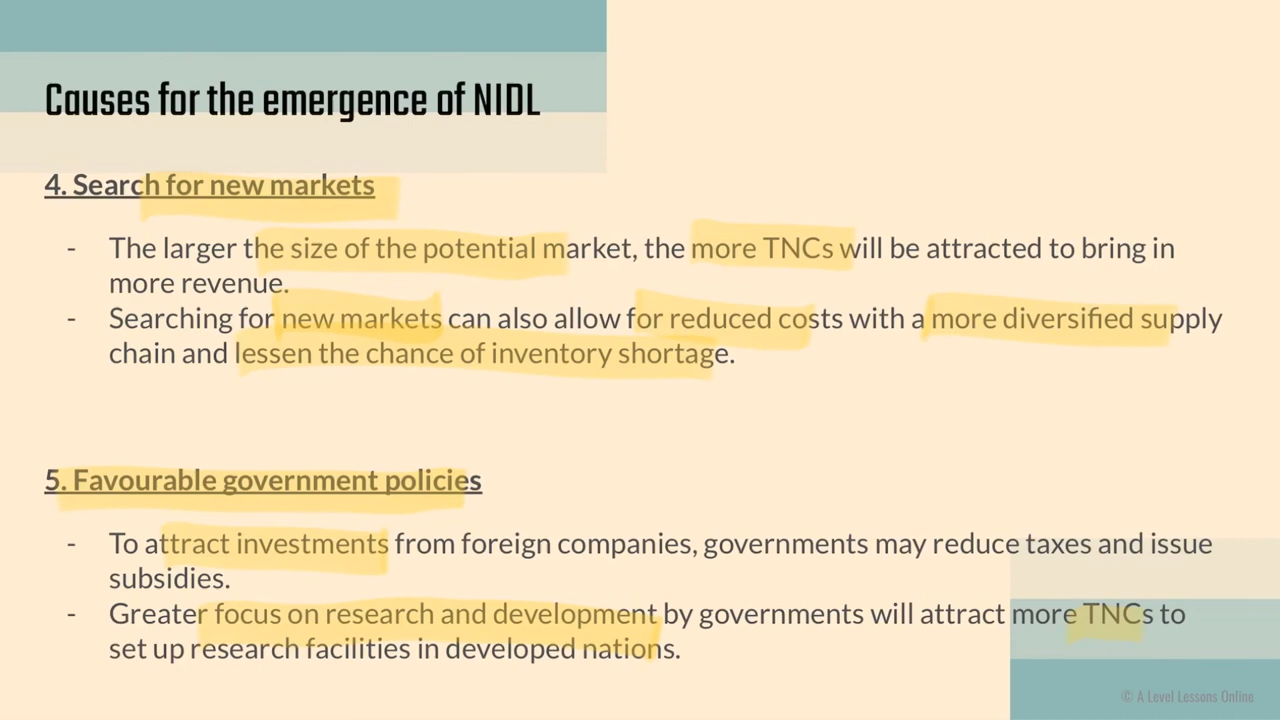 Causes for the emergence of NIDL
4. Search for new markets
- The larger the size of the potential market, the more TNCs will be attracted to bring in
more revenue.
- Searching for new markets can also allow for reduced costs with a more diversified supply
chain and lessen the chance of inventory shortage.
5. Favourable government policies
- To attract investments from foreign companies, governments may reduce taxes and issue
subsidies.
- Greater focus on research and development by governments will attract more TNCs to
set up research facilities in developed nations.
© A Level Lessons Online